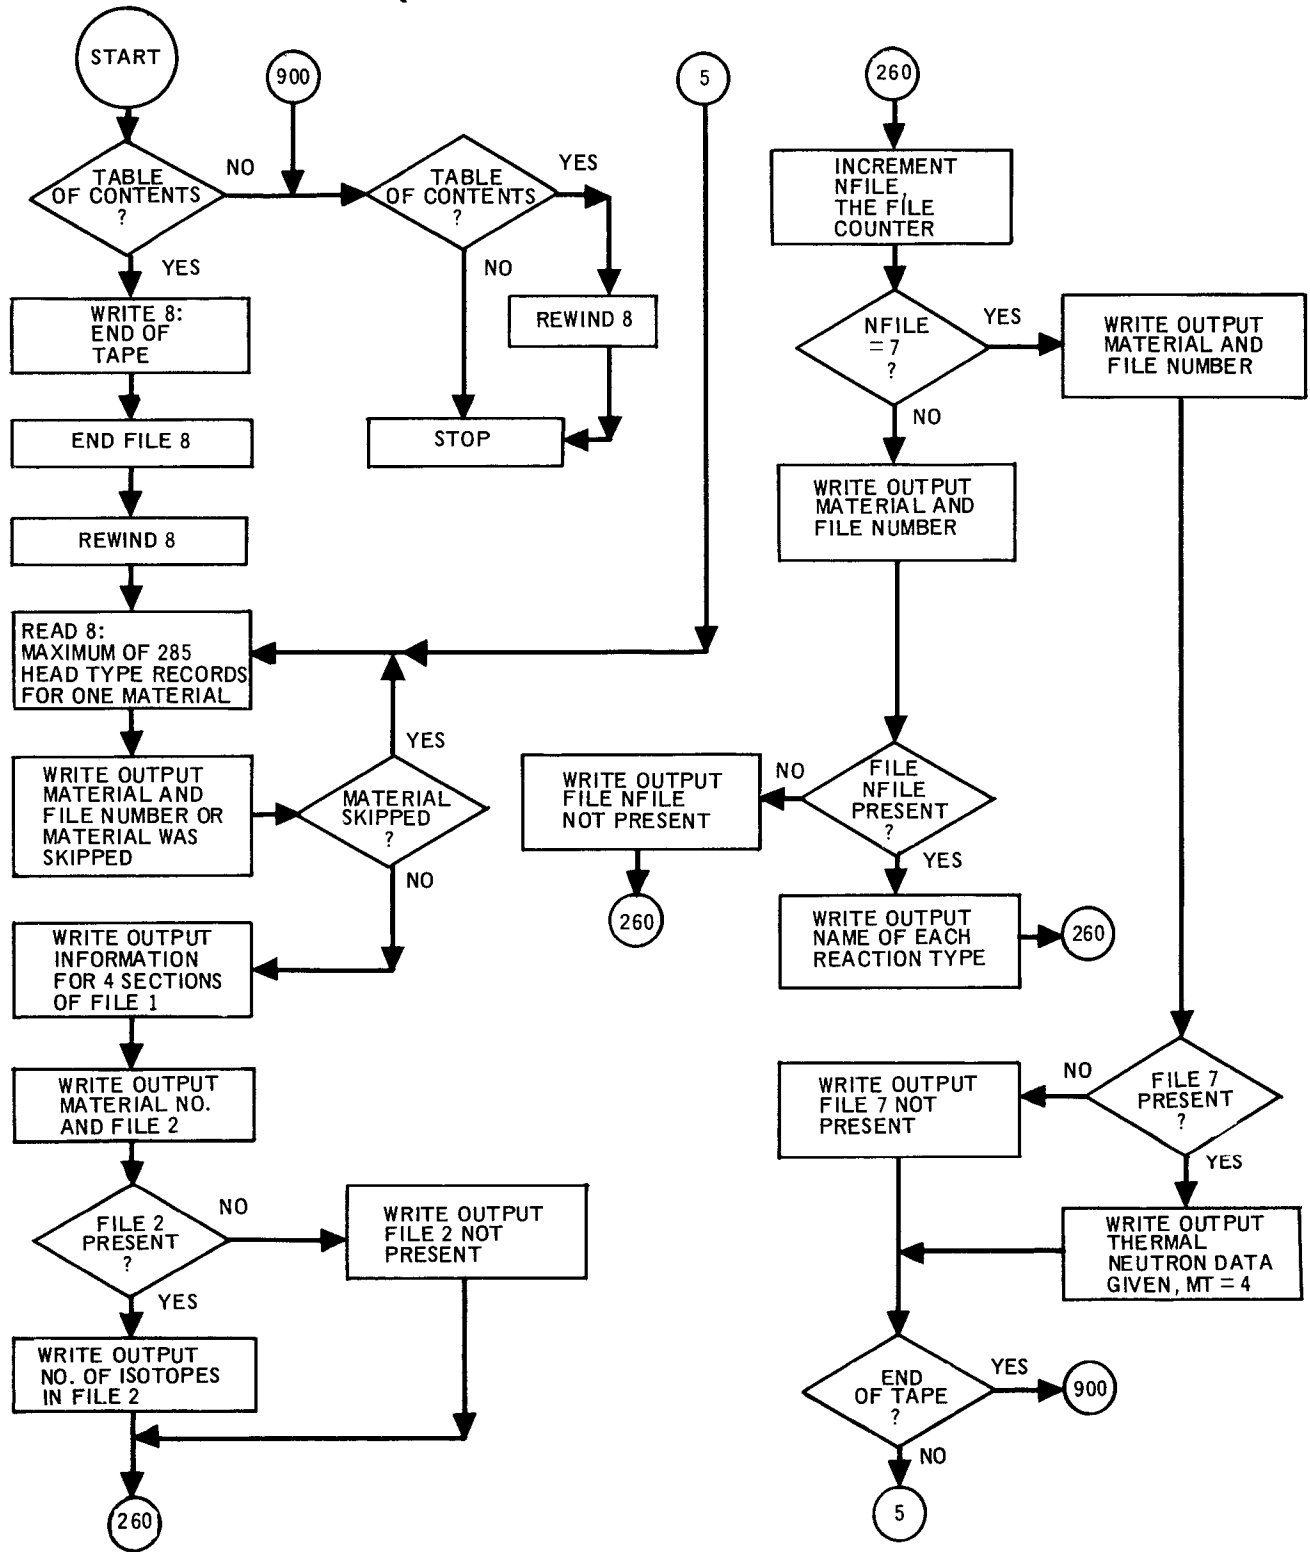 START
900
TABLE
OF CONTENTS
?
NO
YES
TABLE
OF CONTENTS
?
YES
NO
REWIND 8
STOP
WRITE 8:
END OF
TAPE
END FILE 8
REWIND 8
READ 8:
MAXIMUM OF 285
HEAD TYPE RECORDS
FOR ONE MATERIAL
5
WRITE OUTPUT
MATERIAL AND
FILE NUMBER OR
MATERIAL WAS
SKIPPED
YES
MATERIAL
SKIPPED
?
NO
WRITE OUTPUT
INFORMATION
FOR 4 SECTIONS
OF FILE 1
WRITE OUTPUT
MATERIAL NO.
AND FILE 2
FILE 2
PRESENT
?
NO
YES
WRITE OUTPUT
FILE 2 NOT
PRESENT
WRITE OUTPUT
NO. OF ISOTOPES
IN FILE 2
260
260
INCREMENT
NFILE,
THE FILE
COUNTER
NFILE
= 7
?
YES
NO
WRITE OUTPUT
MATERIAL AND
FILE NUMBER
WRITE OUTPUT
MATERIAL AND
FILE NUMBER
FILE
NFILE
PRESENT
?
NO
YES
WRITE OUTPUT
FILE NFILE
NOT PRESENT
260
WRITE OUTPUT
NAME OF EACH
REACTION TYPE
260
FILE 7
PRESENT
?
NO
YES
WRITE OUTPUT
FILE 7 NOT
PRESENT
WRITE OUTPUT
THERMAL
NEUTRON DATA
GIVEN, MT = 4
END
OF TAPE
?
YES
900
NO
5